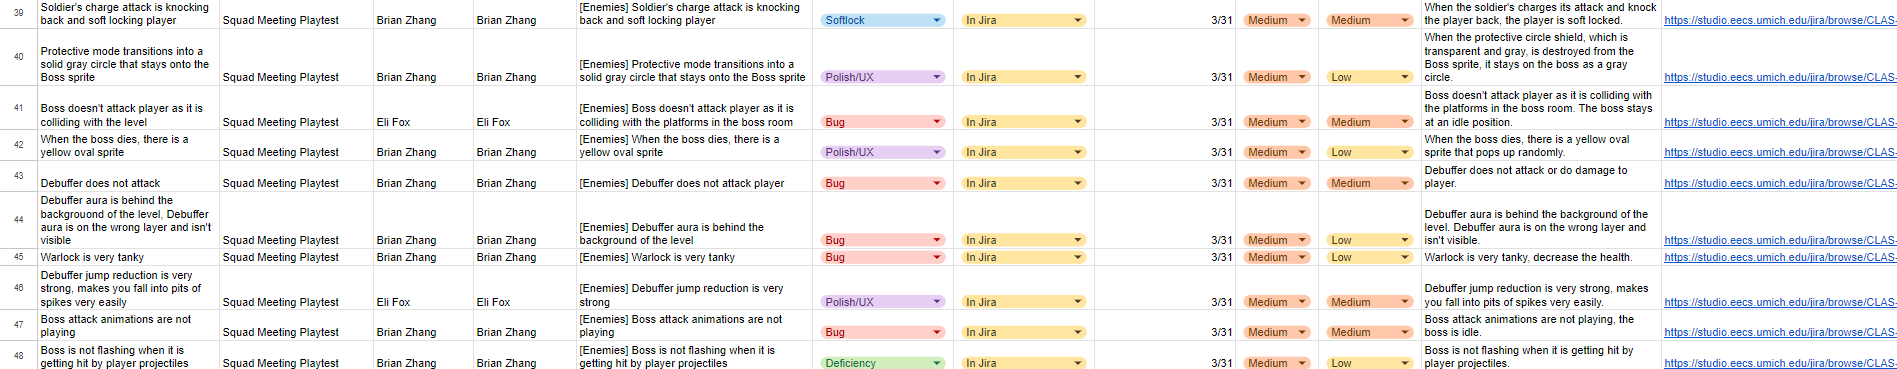 39
Soldier's charge attack is knocking
back and soft locking player
Squad Meeting Playtest
Brian Zhang
Brian Zhang
[Enemies] Soldier's charge attack is knocking
back and soft locking player
Softlock
In Jira
3/31
Medium
Medium
When the soldier's charges its attack and knock
the player back, the player is soft locked.
https://studio.eecs.umich.edu/jira/browse/CLAS-
40
Protective mode transitions into a
solid gray circle that stays onto the
Boss sprite
Squad Meeting Playtest
Brian Zhang
Brian Zhang
[Enemies] Protective mode transitions into a
solid gray circle that stays onto the Boss sprite
Polish/UX
In Jira
3/31
Medium
Low
When the protective circle shield, which is
transparent and gray, is destroyed from the
Boss sprite, it stays on the boss as a gray
circle.
https://studio.eecs.umich.edu/jira/browse/CLAS-
41
Boss doesn't attack player as it is
colliding with the level
Squad Meeting Playtest
Eli Fox
Eli Fox
[Enemies] Boss doesn't attack player as it is
colliding with the platforms in the boss room
Bug
In Jira
3/31
Medium
Medium
Boss doesn't attack player as it is colliding with
the platforms in the boss room. The boss stays
at an idle position.
https://studio.eecs.umich.edu/jira/browse/CLAS-
42
When the boss dies, there is a
yellow oval sprite
Squad Meeting Playtest
Brian Zhang
Brian Zhang
[Enemies] When the boss dies, there is a
yellow oval sprite
Polish/UX
In Jira
3/31
Medium
Low
When the boss dies, there is a yellow oval
sprite that pops up randomly.
https://studio.eecs.umich.edu/jira/browse/CLAS-
43
Debuffer does not attack
Squad Meeting Playtest
Brian Zhang
Brian Zhang
[Enemies] Debuffer does not attack player
Bug
In Jira
3/31
Medium
Medium
Debuffer does not attack or do damage to
player.
https://studio.eecs.umich.edu/jira/browse/CLAS-
44
Debuffer aura is behind the
backgruound of the level, Debuffer
aura is on the wrong layer and isn't
visible
Squad Meeting Playtest
Brian Zhang
Brian Zhang
[Enemies] Debuffer aura is behind the
background of the level
Bug
In Jira
3/31
Medium
Low
Debuffer aura is behind the background of the
level. Debuffer aura is on the wrong layer and
isn't visible.
https://studio.eecs.umich.edu/jira/browse/CLAS-
45
Warlock is very tanky
Squad Meeting Playtest
Brian Zhang
Brian Zhang
[Enemies] Warlock is very tanky
Bug
In Jira
3/31
Medium
Low
Warlock is very tanky, decrease the health.
https://studio.eecs.umich.edu/jira/browse/CLAS-
46
Debuffer jump reduction is very
strong, makes you fall into pits of
spikes very easily
Squad Meeting Playtest
Eli Fox
Eli Fox
[Enemies] Debuffer jump reduction is very
strong
Polish/UX
In Jira
3/31
Medium
Medium
Debuffer jump reduction is very strong, makes
you fall into pits of spikes very easily.
https://studio.eecs.umich.edu/jira/browse/CLAS-
47
Boss attack animations are not
playing
Squad Meeting Playtest
Brian Zhang
Brian Zhang
[Enemies] Boss attack animations are not
playing
Bug
In Jira
3/31
Medium
Medium
Boss attack animations are not playing, the
boss is idle.
https://studio.eecs.umich.edu/jira/browse/CLAS-
48
Boss is not flashing when it is
getting hit by player projectiles
Squad Meeting Playtest
Brian Zhang
Brian Zhang
[Enemies] Boss is not flashing when it is
getting hit by player projectiles
Deficiency
In Jira
3/31
Medium
Low
Boss is not flashing when it is getting hit by
player projectiles.
https://studio.eecs.umich.edu/jira/browse/CLAS-